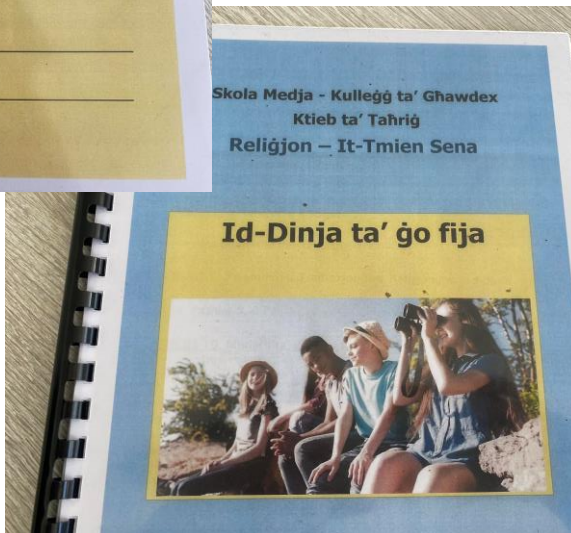 Skola Medja - Kulleġġ ta' Għawdex
Ktieb ta' Taħriġ
Reliġjon – It-Tmien Sena
Id-Dinja ta' ġo fija